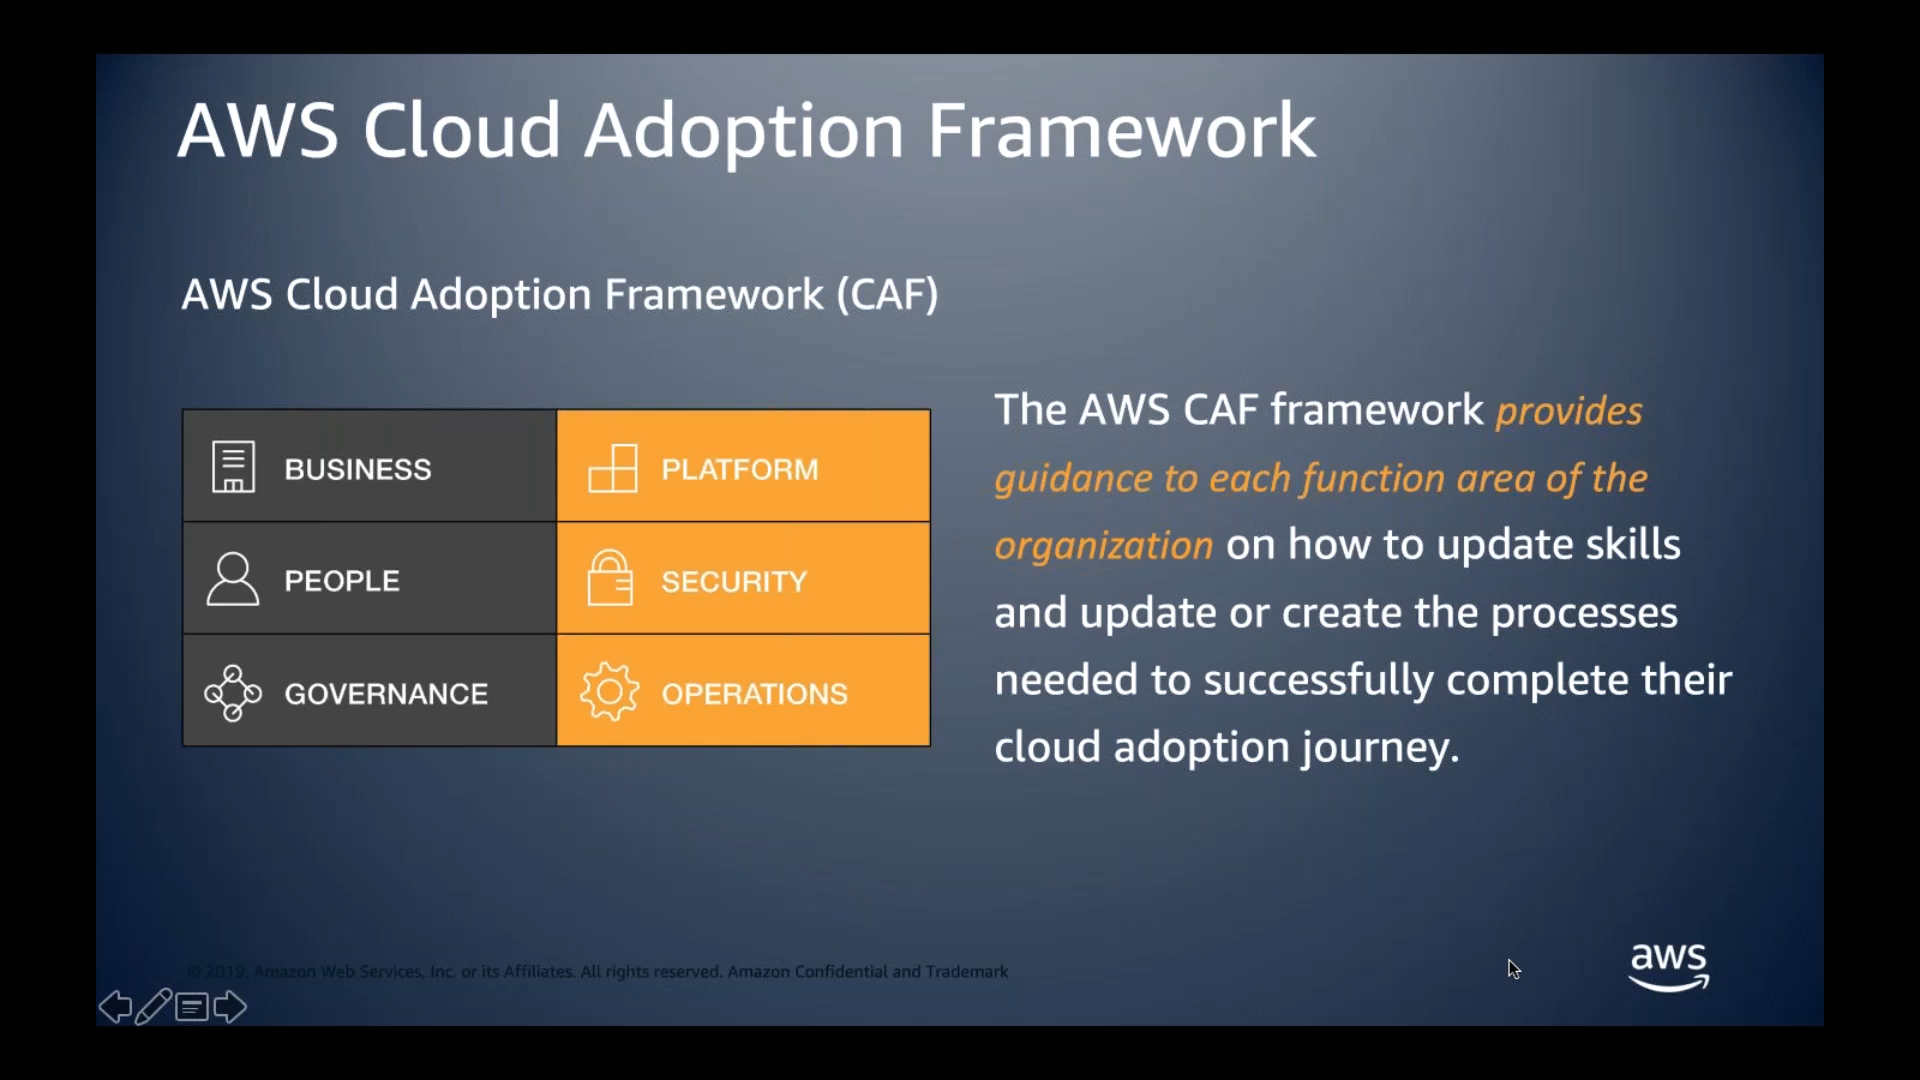 AWS Cloud Adoption Framework
AWS Cloud Adoption Framework (CAF)
BUSINESS
PLATFORM
PEOPLE
SECURITY
GOVERNANCE
OPERATIONS
The AWS CAF framework provides
guidance to each function area of the
organization on how to update skills
and update or create the processes
needed to successfully complete their
cloud adoption journey.
© 2019, Amazon Web Services, Inc. or its Affiliates. All rights reserved. Amazon Confidential and Trademark
aws